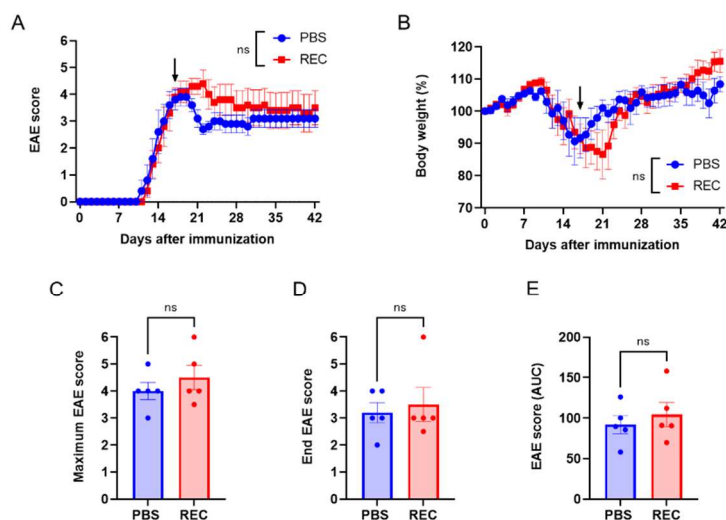 A
PBS
REC
ns
EAE score
6
5
4
3
2
1
0
0 7 14 21 28 35 42
Days after immunization
B
Body weight (%)
120
110
100
90
80
70
PBS
REC
ns
0 7 14 21 28 35 42
Days after immunization
C
ns
Maximum EAE score
6
5
4
3
2
1
0
PBS REC
D
ns
End EAE score
6
5
4
3
2
1
0
PBS REC
E
ns
EAE score (AUC)
200
150
100
50
0
PBS REC